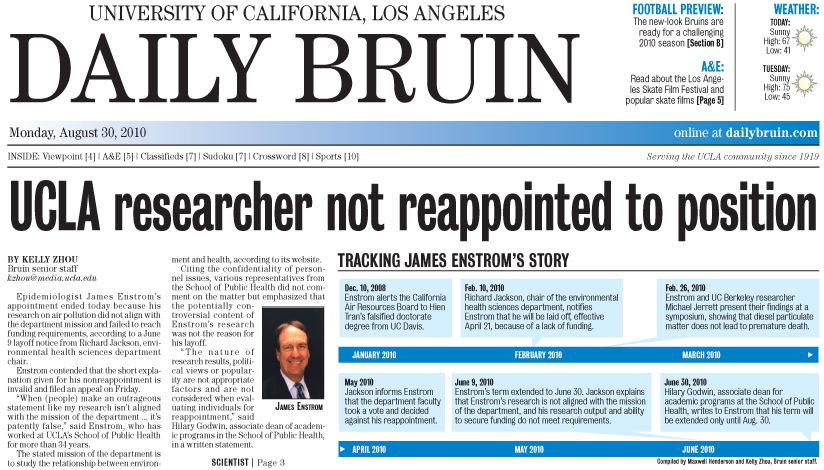 UNIVERSITY OF CALIFORNIA, LOS ANGELES
DAILY BRUIN
FOOTBALL PREVIEW:
The new-look Bruins are
ready for a challenging
2010 season [Section B]
A&E:
Read about the Los Ange-
les Skate Film Festival and
popular skate films [Page 5]
WEATHER:
TODAY:
Sunny
High: 67
Low: 41
TUESDAY:
Sunny
High: 75
Low: 45
Monday, August 30, 2010
online at dailybruin.com
INSIDE: Viewpoint [4] | A&E [5] | Classifieds [7] | Sudoku [7] | Crossword [8] | Sports [10]
Serving the UCLA community since 1919
UCLA researcher not reappointed to position
BY KELLY ZHOU
Bruin senior staff
kzhou@media.ucla.edu
Epidemiologist James Enstrom's
appointment ended today because his
research on air pollution did not align with
the department mission and failed to reach
funding requirements, according to a June
9 layoff notice from Richard Jackson, envi-
ronmental health sciences department
chair.
Enstrom contended that the short expla-
nation given for his nonreappointment is
invalid and filed an appeal on Friday.
"When (people) make an outrageous
statement like my research isn't aligned
with the mission of the department ... it's
patently false," said Enstrom, who has
worked at UCLA's School of Public Health
for more than 34 years.
The stated mission of the department is
to study the relationship between environ-
ment and health, according to its website.
Citing the confidentiality of person-
nel issues, various representatives from
the School of Public Health did not com-
ment on the matter but emphasized that
the potentially con-
troversial content of
Enstrom's research
was not the reason for
his layoff.
"The nature of
research results, politi-
cal views or popular-
ity are not appropriate
factors and are not
considered when eval-
uating individuals for
reappointment," said
Hilary Godwin, associate dean of academ-
ic programs in the School of Public Health,
in a written statement.
JAMES ENSTROM
SCIENTIST | Page 3
TRACKING JAMES ENSTROM'S STORY
Dec. 10, 2008
Enstrom alerts the California
Air Resources Board to Hien
Tran's falsified doctorate
degree from UC Davis.
Feb. 10, 2010
Richard Jackson, chair of the environmental
health sciences department, notifies
Enstrom that he will be laid off, effective
April 21, because of a lack of funding.
Feb. 26, 2010
Enstrom and UC Berkeley researcher
Michael Jerrett present their findings at a
symposium, showing that diesel particulate
matter does not lead to premature death.
JANUARY 2010
FEBRUARY 2010
MARCH 2010
May 2010
Jackson informs Enstrom
that the department faculty
took a vote and decided
against his reappointment.
June 9, 2010
Enstrom's term extended to June 30. Jackson explains
that Enstrom's research is not aligned with the mission
of the department, and his research output and ability
to secure funding do not meet requirements.
June 30, 2010
Hilary Godwin, associate dean for
academic programs at the School of Public
Health, writes to Enstrom that his term will
be extended only until Aug. 30.
APRIL 2010
MAY 2010
JUNE 2010
Compiled by Maxwell Henderson and Kelly Zhou, Bruin senior staff.